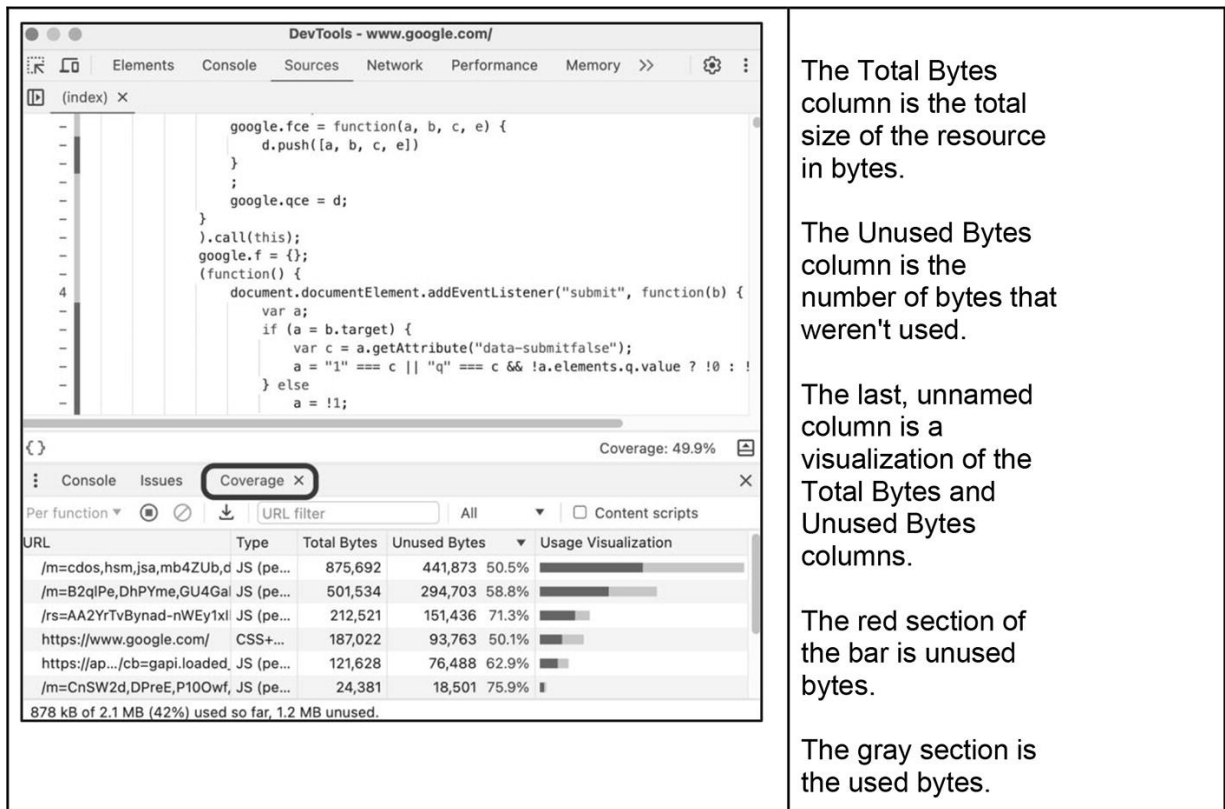 DevTools - www.google.com/
Elements Console Sources Network Performance Memory >>
(index) ×
google.fce = function(a, b, c, e) {
d.push([a, b, c, e])
}
;
google.qce = d;
}
).call(this);
google.f = {};
(function() {
4 document.documentElement.addEventListener("submit", function(b) {
var a;
if (a = b.target) {
var c = a.getAttribute("data-submitfalse");
a = "1" === c || "q" === c && !a.elements.q.value ? !0 : !
} else
a = !1;
{} Coverage: 49.9%
Console Issues Coverage ×
Per function All Content scripts
URL filter
URL Type Total Bytes Unused Bytes Usage Visualization
/m=cdos,hsm,jsa,mb4ZUb,d JS (pe... 875,692 441,873 50.5%
/m=B2qlPe,DhPYme,GU4Gal JS (pe... 501,534 294,703 58.8%
/rs=AA2YrTvBynad-nWEy1xIl JS (pe... 212,521 151,436 71.3%
https://www.google.com/ CSS+... 187,022 93,763 50.1%
https://ap.../cb=gapi.loaded_ JS (pe... 121,628 76,488 62.9%
/m=CnSW2d,DPreE,P10Owf, JS (pe... 24,381 18,501 75.9%
878 kB of 2.1 MB (42%) used so far, 1.2 MB unused.
The Total Bytes
column is the total
size of the resource
in bytes.
The Unused Bytes
column is the
number of bytes that
weren't used.
The last, unnamed
column is a
visualization of the
Total Bytes and
Unused Bytes
columns.
The red section of
the bar is unused
bytes.
The gray section is
the used bytes.